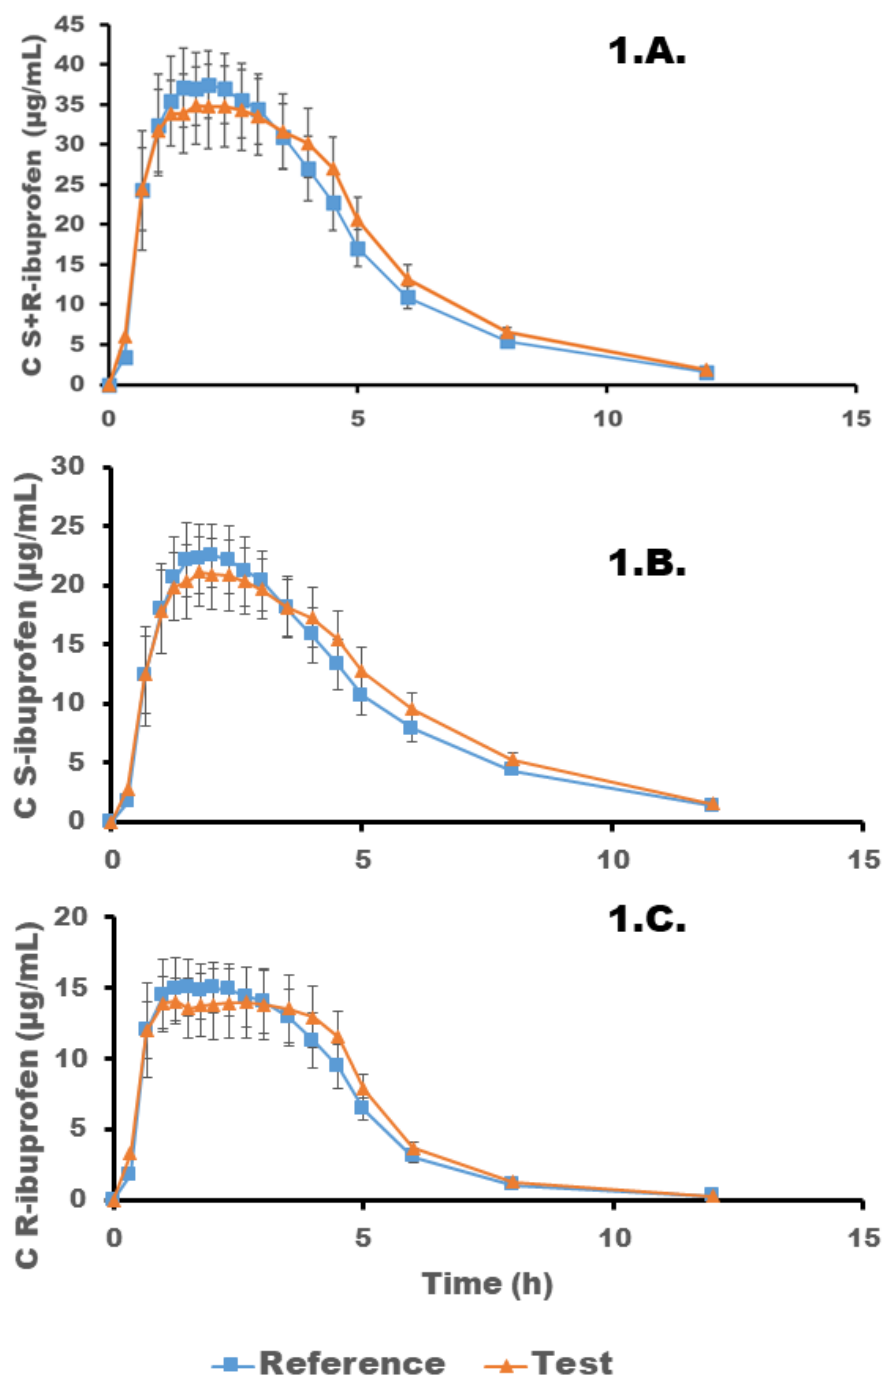 1.A.
C S+R-ibuprofen (µg/mL)
45
40
35
30
25
20
15
10
5
0
0 5 10 15
1.B.
C S-ibuprofen (µg/mL)
30
25
20
15
10
5
0
0 5 10 15
1.C.
C R-ibuprofen (µg/mL)
20
15
10
5
0
0 5 10 15
Time (h)
Reference Test